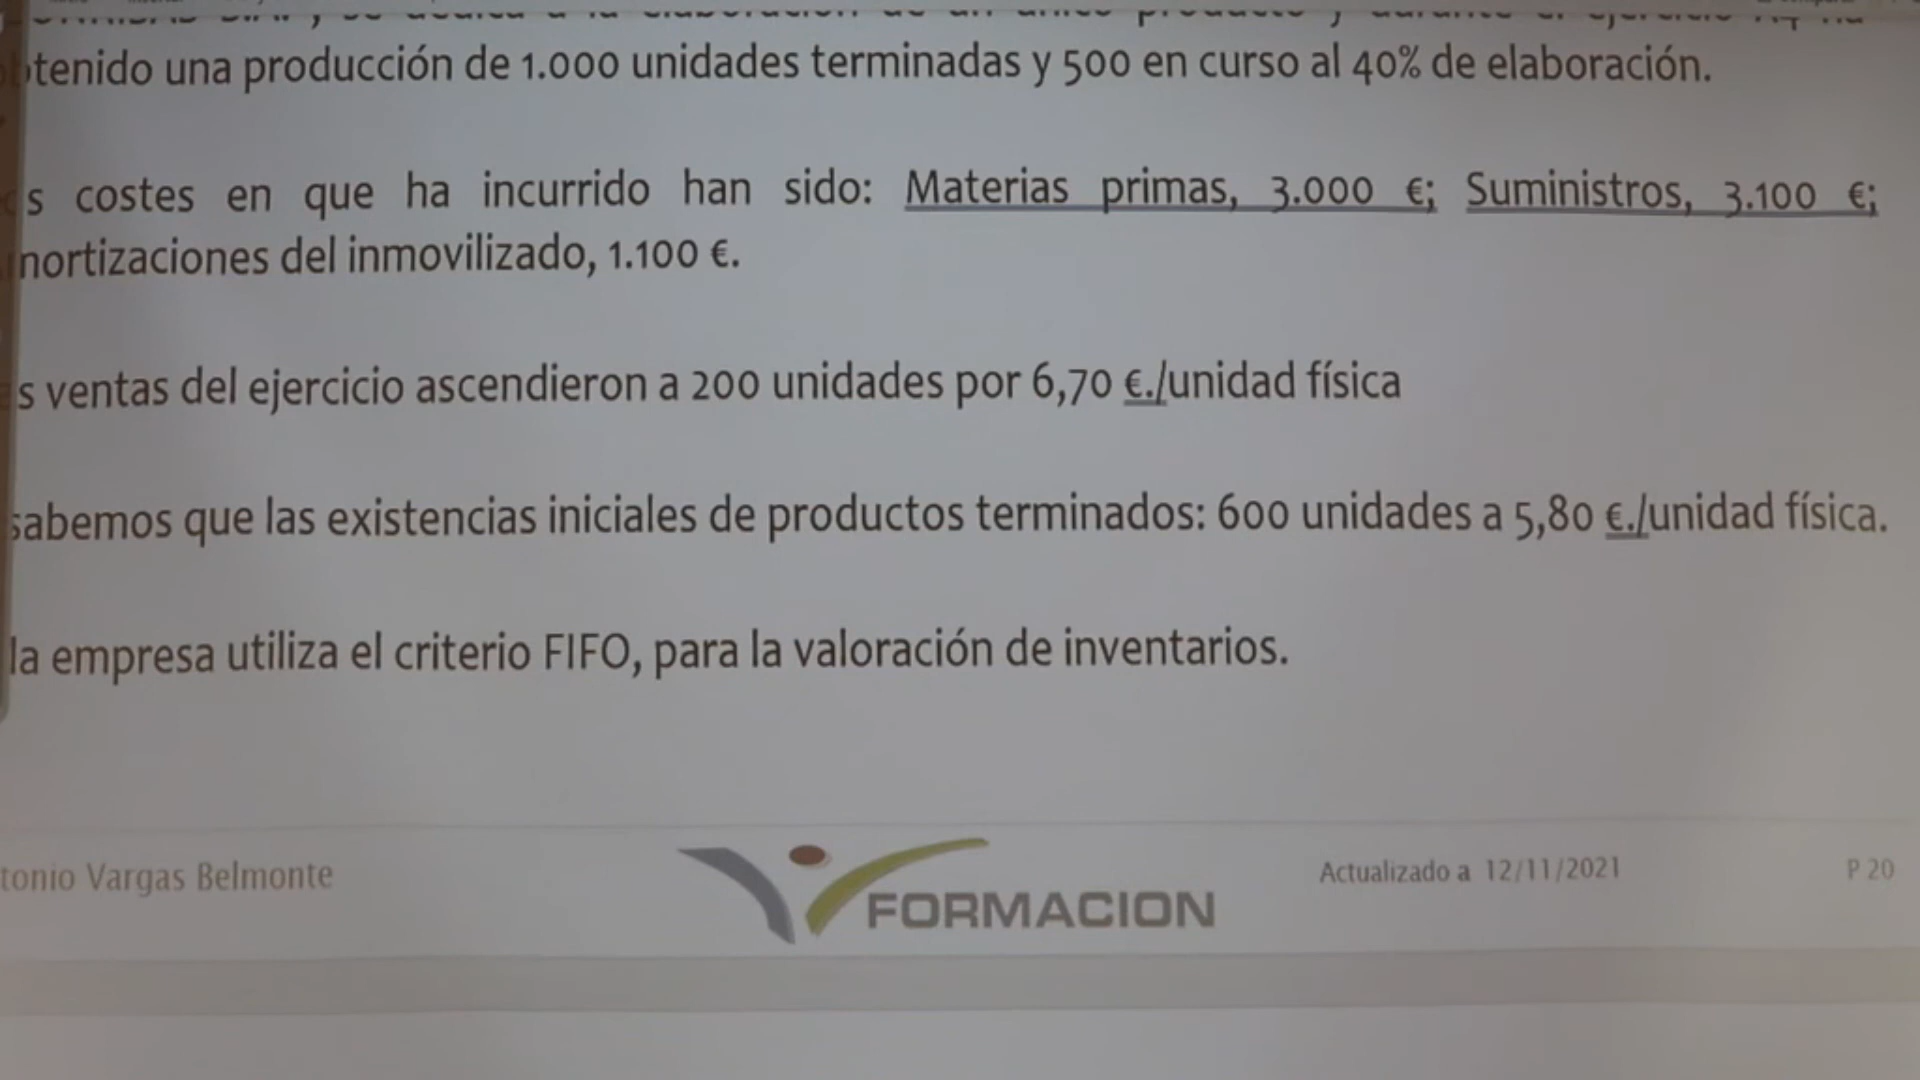 tenido una producción de 1.000 unidades terminadas y 500 en curso al 40% de elaboración.
s costes en que ha incurrido han sido: Materias primas, 3.000 €; Suministros, 3.100 €;
mortizaciones del inmovilizado, 1.100 €.
s ventas del ejercicio ascendieron a 200 unidades por 6,70 €./unidad física
sabemos que las existencias iniciales de productos terminados: 600 unidades a 5,80 €./unidad física.
la empresa utiliza el criterio FIFO, para la valoración de inventarios.
tonio Vargas Belmonte
FORMACION
Actualizado a 12/11/2021
P 20